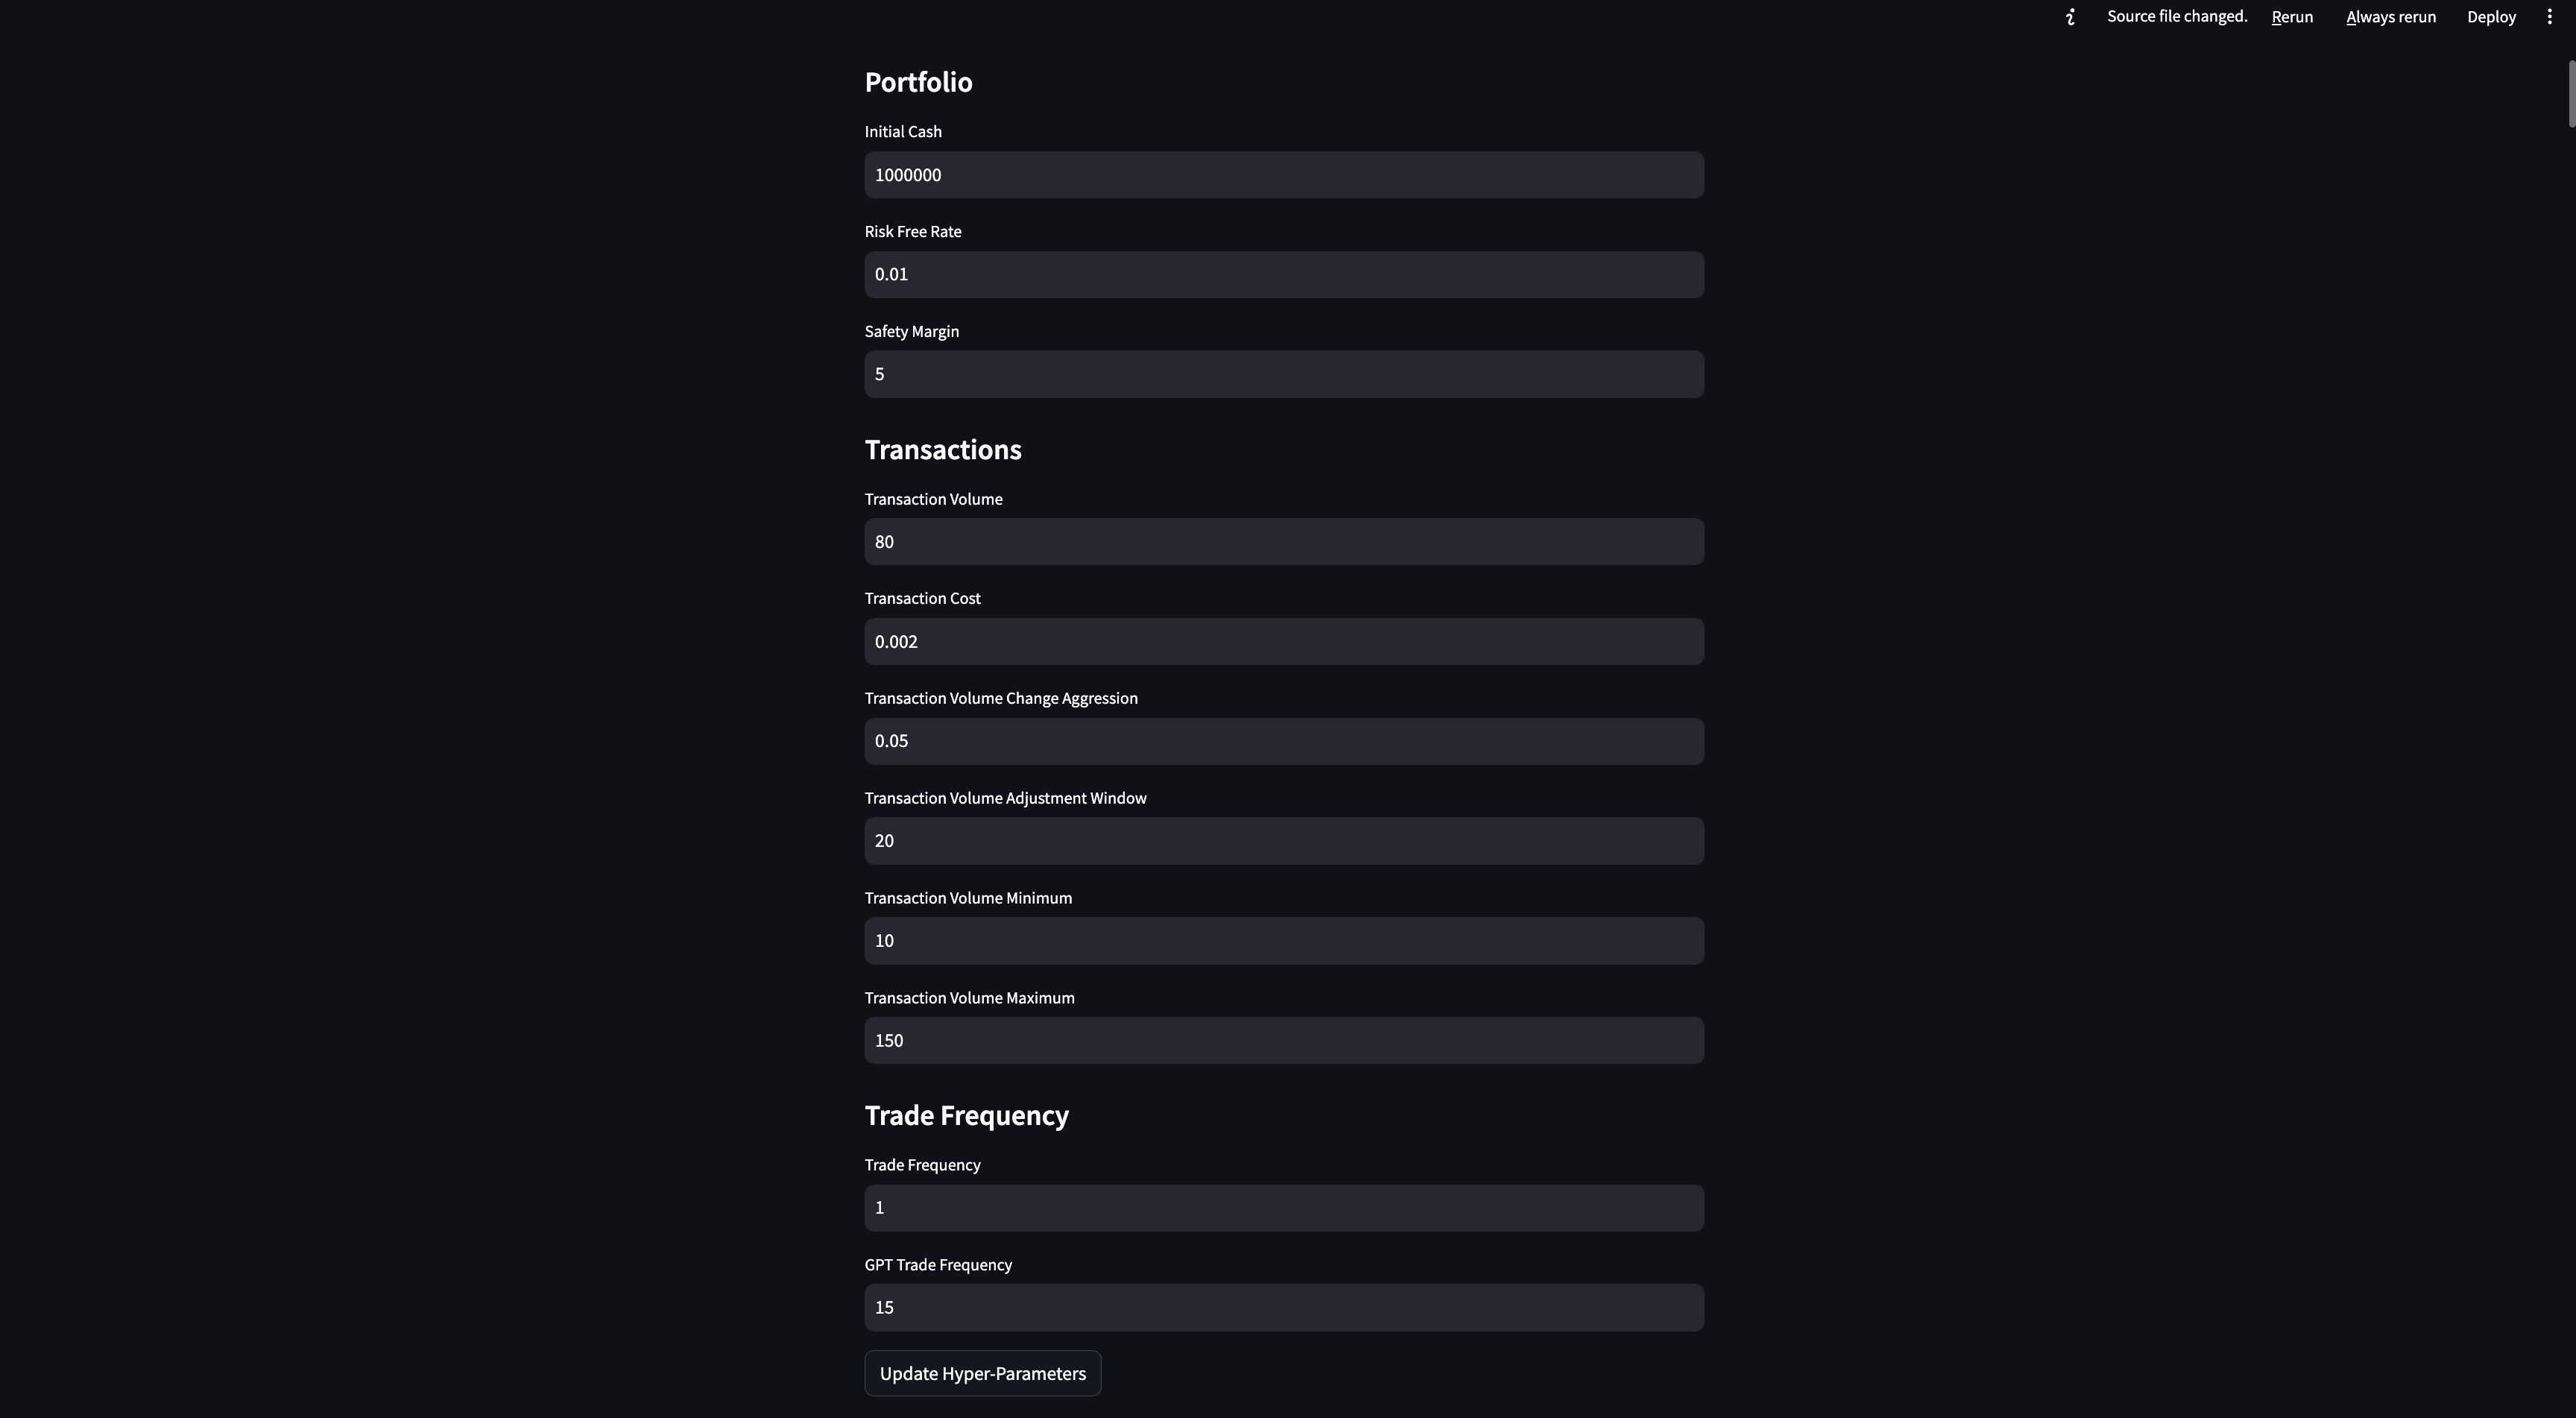 Source file changed. Rerun Always rerun Deploy
Portfolio
Initial Cash
1000000
Risk Free Rate
0.01
Safety Margin
5
Transactions
Transaction Volume
80
Transaction Cost
0.002
Transaction Volume Change Aggression
0.05
Transaction Volume Adjustment Window
20
Transaction Volume Minimum
10
Transaction Volume Maximum
150
Trade Frequency
Trade Frequency
1
GPT Trade Frequency
15
Update Hyper-Parameters